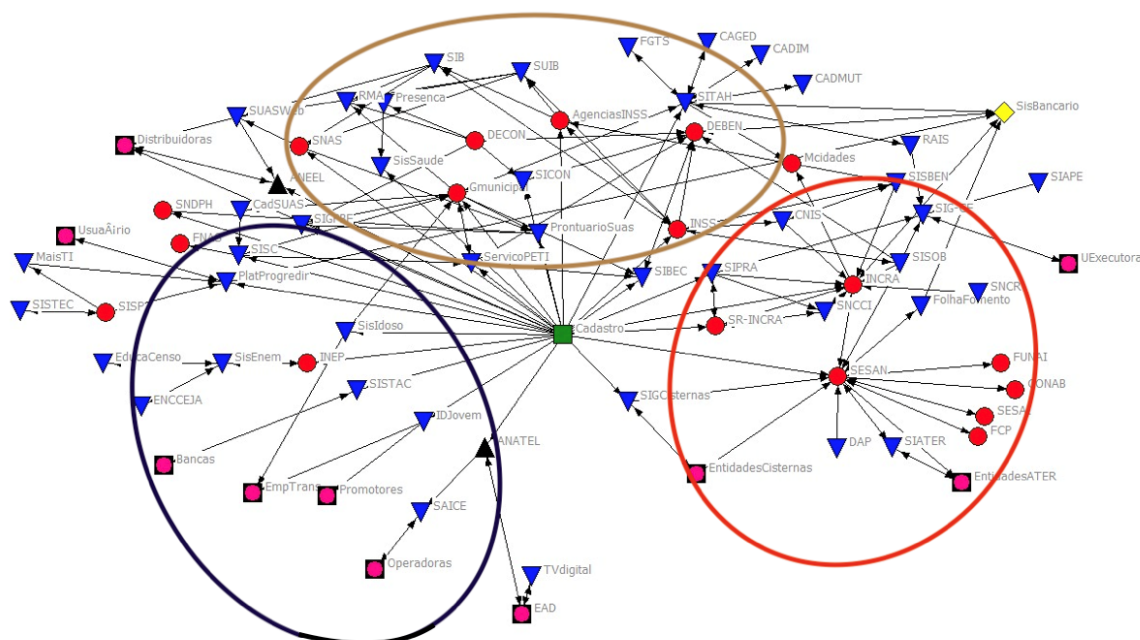 FGTS
CAGED
CADIM
SIB
SUIB
CADMUT
RMA
Presenca
SITAH
SUASWeb
AgenciasINSS
SisBancario
Distribuidoras
SNAS
DECON
DEBEN
RAIS
SisSaude
Mcidades
ANEEL
SICON
SISBEN
SIAPE
Gmunicipal
SNDPH
CadSUAS
ProntuarioSuas
INSS
CNIS
SISC
ServicoPETI
SISOB
UExecutora
MaisTI
PlatProgredir
SIBEC
SIPRA
INCRA
SNCR
SISTEC
SNCCI
FolhaFomento
SisIdoso
Cadastro
SR-INCRA
EducaCenso
SisEnem
INEP
SESAN
FUNAI
SISTAC
SIGCisternas
CONAB
ENCCEJA
IDJovem
SESAI
FCP
ANATEL
DAP
SIATER
Bancas
EntidadesCisternas
EmpTrans
Promotores
EntidadesATER
SAICE
Operadoras
TVdigital
EAD